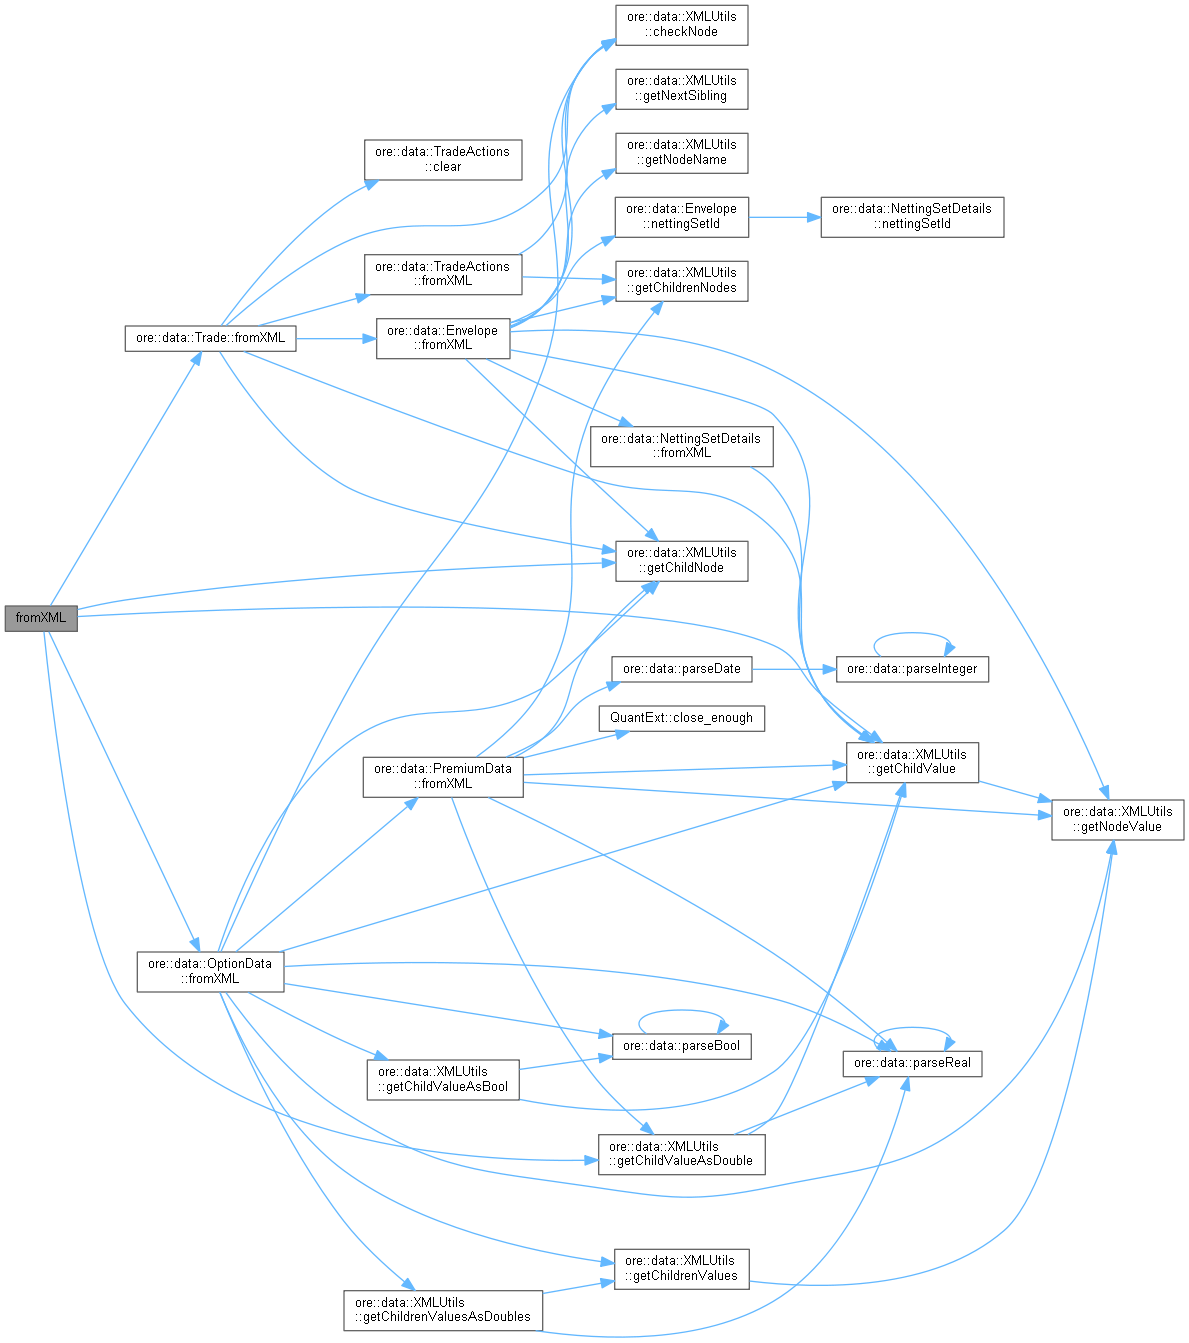 ore::data::XMLUtils
::checkNode
ore::data::XMLUtils
::getNextSibling
ore::data::XMLUtils
::getNodeName
ore::data::TradeActions
::clear
ore::data::Envelope
::nettingSetId
ore::data::NettingSetDetails
::nettingSetId
ore::data::TradeActions
::fromXML
ore::data::XMLUtils
::getChildrenNodes
ore::data::Trade::fromXML
ore::data::Envelope
::fromXML
ore::data::NettingSetDetails
::fromXML
ore::data::XMLUtils
::getChildNode
fromXML
ore::data::parseDate
ore::data::parseInteger
QuantExt::close_enough
ore::data::PremiumData
::fromXML
ore::data::XMLUtils
::getChildValue
ore::data::XMLUtils
::getNodeValue
ore::data::OptionData
::fromXML
ore::data::parseBool
ore::data::parseReal
ore::data::XMLUtils
::getChildValueAsBool
ore::data::XMLUtils
::getChildValueAsDouble
ore::data::XMLUtils
::getChildrenValues
ore::data::XMLUtils
::getChildrenValuesAsDoubles